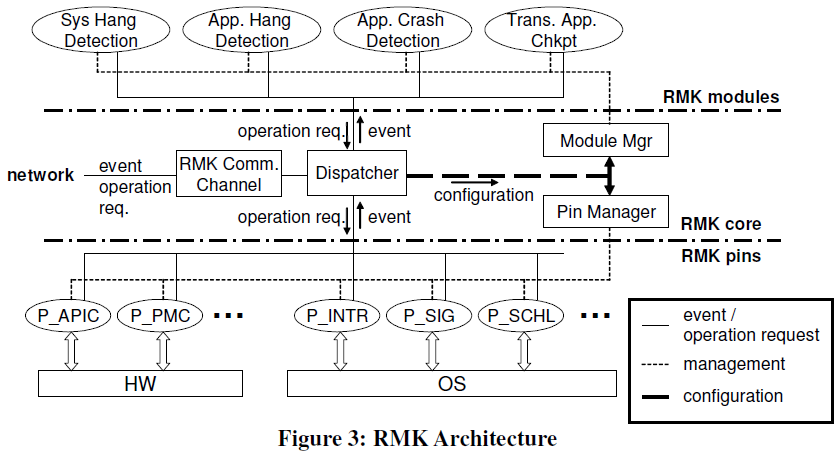 Sys Hang
Detection
App. Hang
Detection
App. Crash
Detection
Trans. App.
Chkpt
RMK modules
operation req.
event
Module Mgr
network
event
operation
req.
RMK Comm.
Channel
Dispatcher
configuration
Pin Manager
operation req.
event
RMK core
RMK pins
P_APIC
P_PMC
...
P_INTR
P_SIG
P_SCHL
...
HW
OS
event /
operation request
management
configuration
Figure 3: RMK Architecture